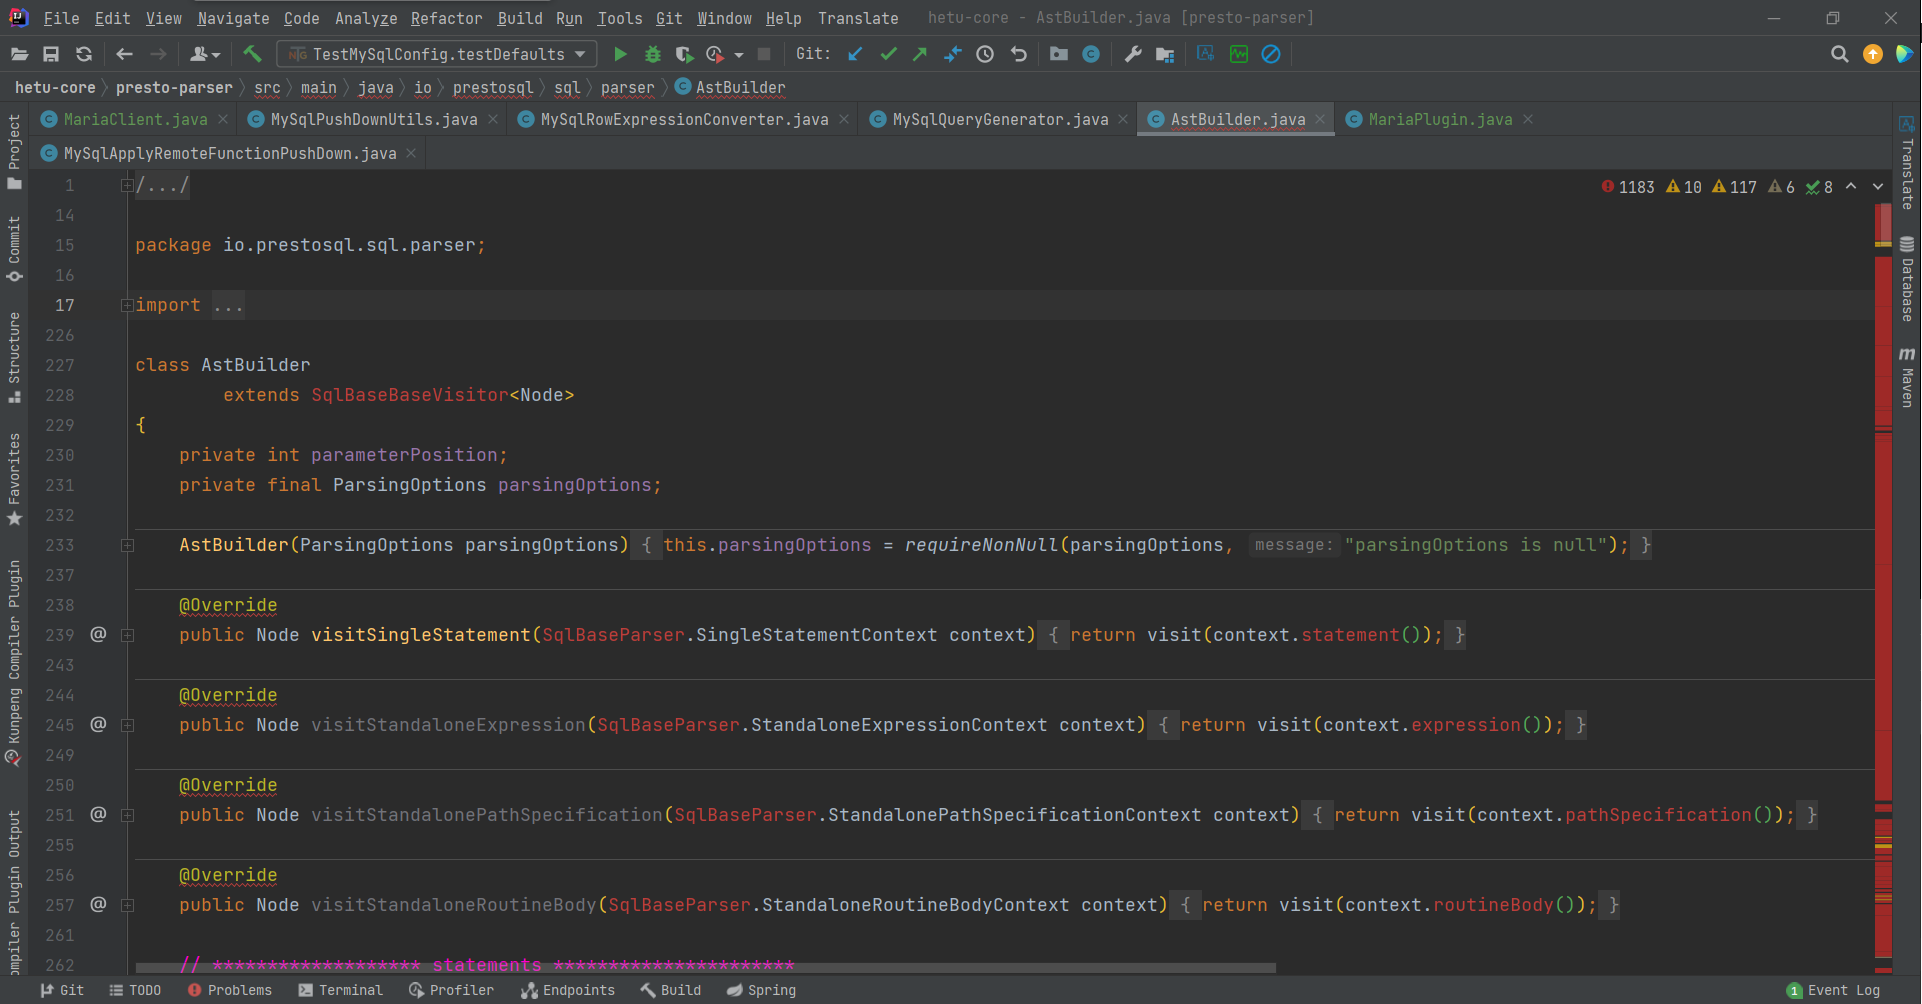 File Edit View Navigate Code Analyze Refactor Build Run Tools Git Window Help Translate hetu-core - AstBuilder.java [presto-parser]
TestMySqlConfig.testDefaults Git:
hetu-core presto-parser src main java io prestosql sql parser AstBuilder
MariaClient.java MySqlPushDownUtils.java MySqlRowExpressionConverter.java MySqlQueryGenerator.java AstBuilder.java MariaPlugin.java
MySqlApplyRemoteFunctionPushDown.java
Project
Commit
Structure
Favorites
Kunpeng Compiler Plugin
ompiler Plugin Output
1183 10 117 6 8
1 /.../
14
15 package io.prestosql.sql.parser;
16
17 import ...
226
227 class AstBuilder
228 extends SqlBaseBaseVisitor<Node>
229 {
230 private int parameterPosition;
231 private final ParsingOptions parsingOptions;
232
233 AstBuilder(ParsingOptions parsingOptions) { this.parsingOptions = requireNonNull(parsingOptions, message: "parsingOptions is null"); }
237
238 @Override
239 @ public Node visitSingleStatement(SqlBaseParser.SingleStatementContext context) { return visit(context.statement()); }
243
244 @Override
245 @ public Node visitStandaloneExpression(SqlBaseParser.StandaloneExpressionContext context) { return visit(context.expression()); }
249
250 @Override
251 @ public Node visitStandalonePathSpecification(SqlBaseParser.StandalonePathSpecificationContext context) { return visit(context.pathSpecification()); }
255
256 @Override
257 @ public Node visitStandaloneRoutineBody(SqlBaseParser.StandaloneRoutineBodyContext context) { return visit(context.routineBody()); }
261
262 // ******************* statements **********************
Translate
Database
Maven
Git TODO Problems Terminal Profiler Endpoints Build Spring 1 Event Log